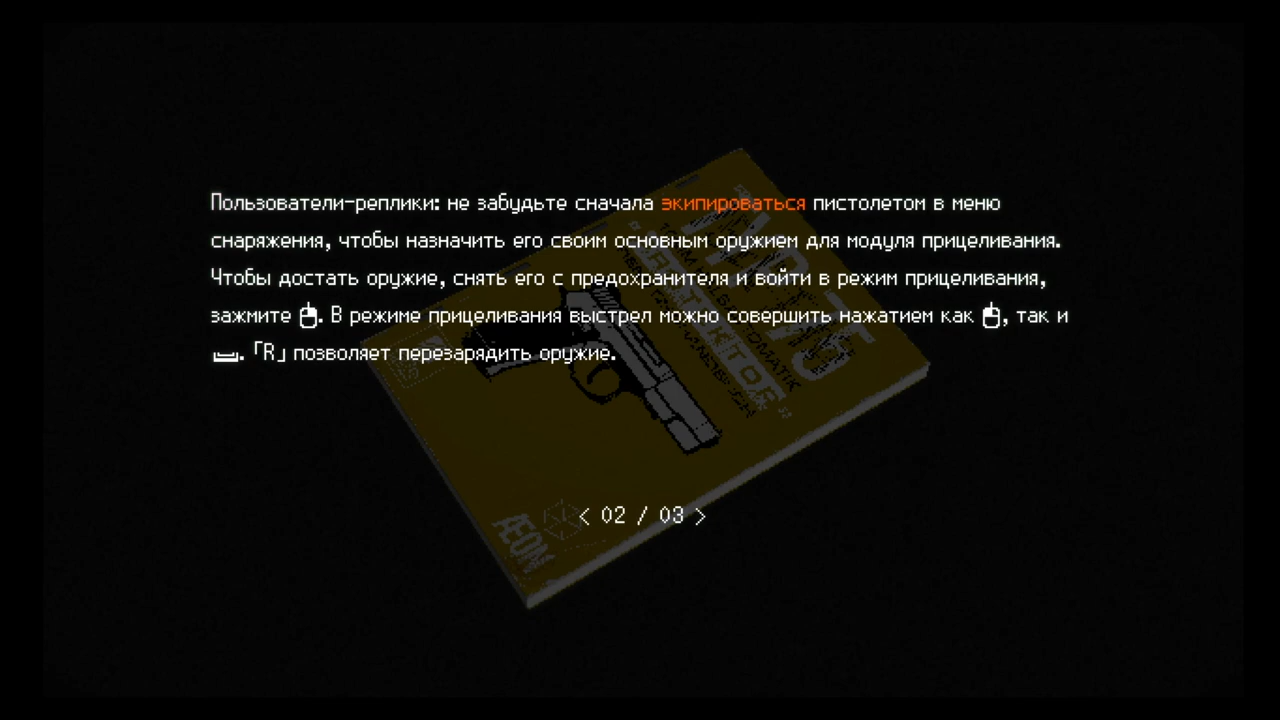 Пользователи-реплики: не забудьте сначала экипироваться пистолетом в меню
снаряжения, чтобы назначить его своим основным оружием для модуля прицеливания.
Чтобы достать оружие, снять его с предохранителя и войти в режим прицеливания,
зажмите . В режиме прицеливания выстрел можно совершить нажатием как , так и
. 「R」 позволяет перезарядить оружие.
< 02 / 03 >
ÆON